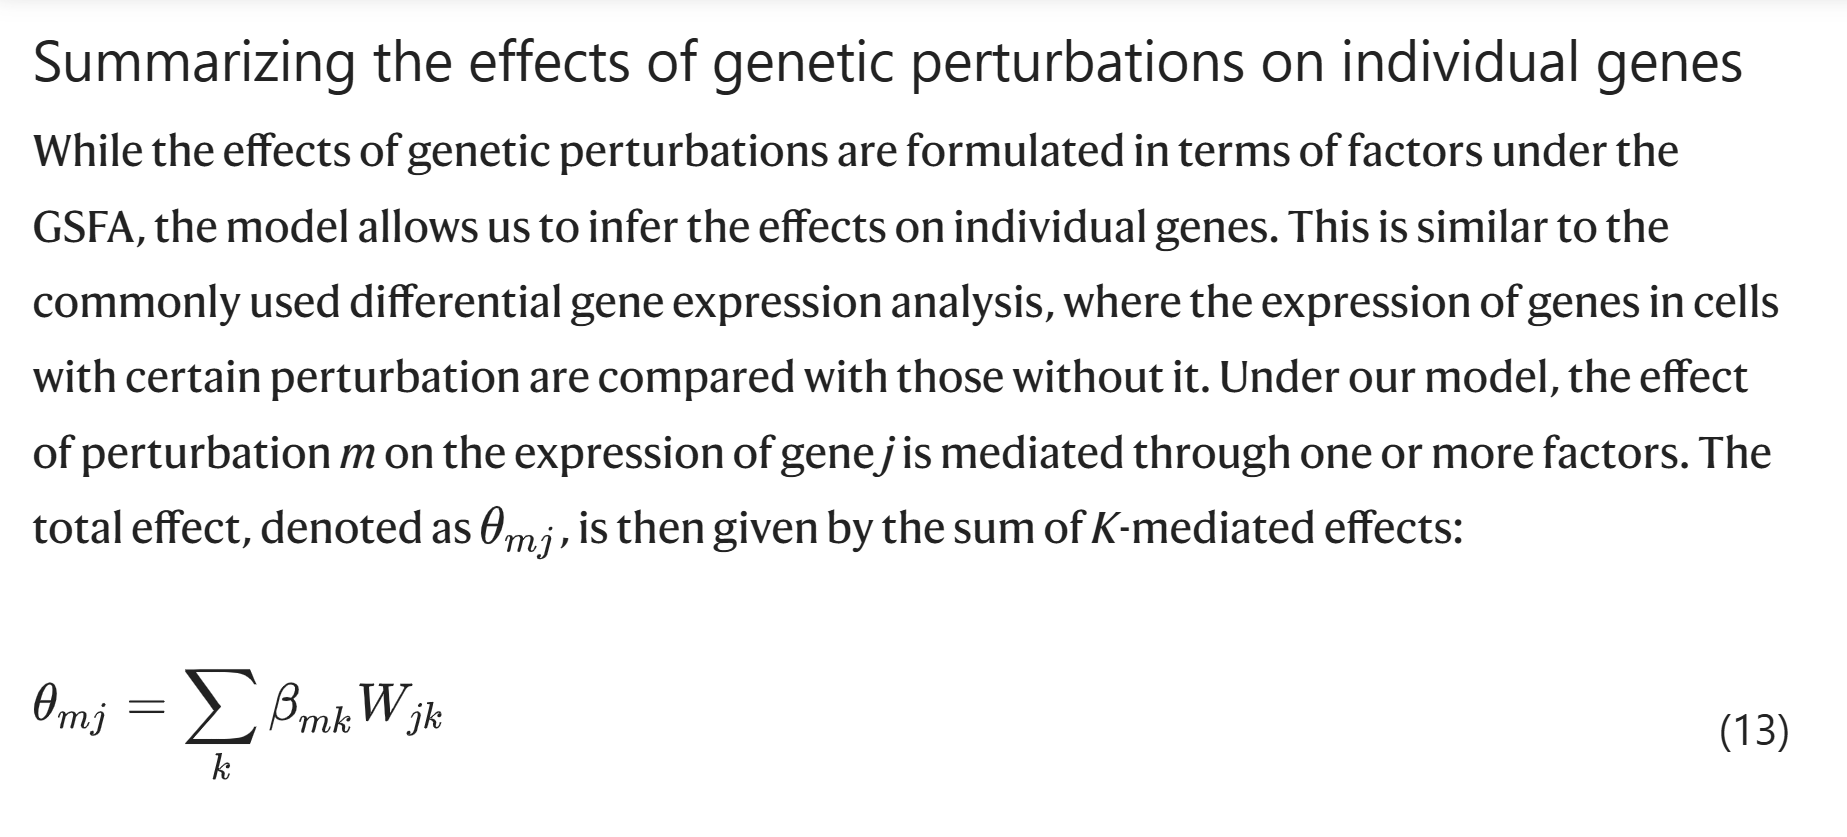 Summarizing the effects of genetic perturbations on individual genes
While the effects of genetic perturbations are formulated in terms of factors under the
GSFA, the model allows us to infer the effects on individual genes. This is similar to the
commonly used differential gene expression analysis, where the expression of genes in cells
with certain perturbation are compared with those without it. Under our model, the effect
of perturbation m on the expression of gene j is mediated through one or more factors. The
total effect, denoted as θ_{mj}, is then given by the sum of K-mediated effects:
θ_{mj} = ∑_{k} β_{mk} W_{jk} (13)